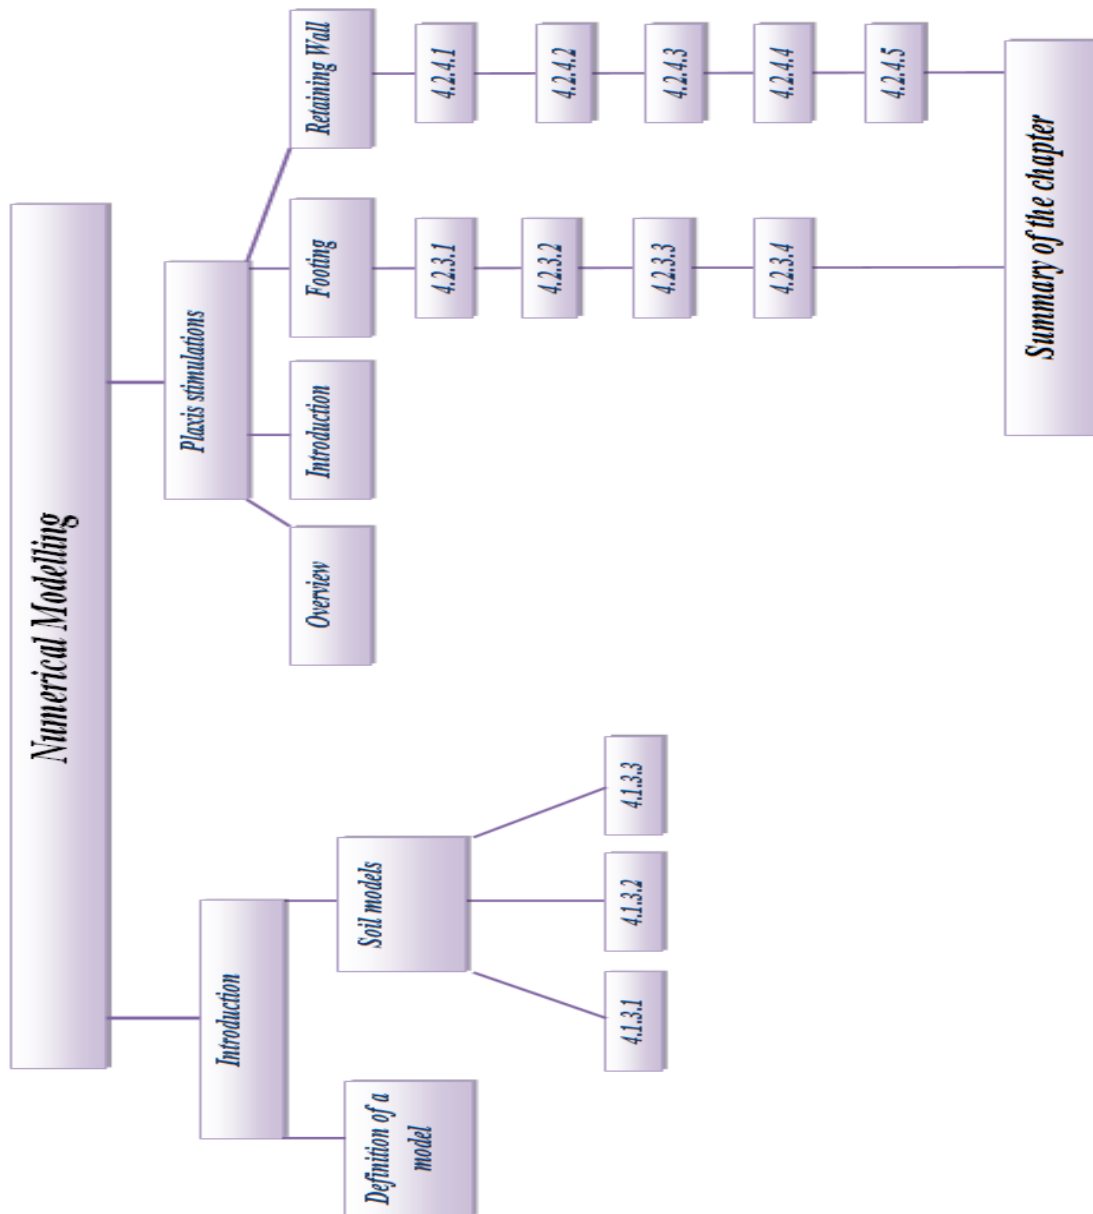 Numerical Modelling
Introduction
Plaxis stimulations
Definition of a
model
Soil models
Overview
Introduction
Footing
Retaining Wall
4.1.3.1
4.1.3.2
4.1.3.3
4.2.3.1
4.2.3.2
4.2.3.3
4.2.3.4
4.2.4.1
4.2.4.2
4.2.4.3
4.2.4.4
4.2.4.5
Summary of the chapter